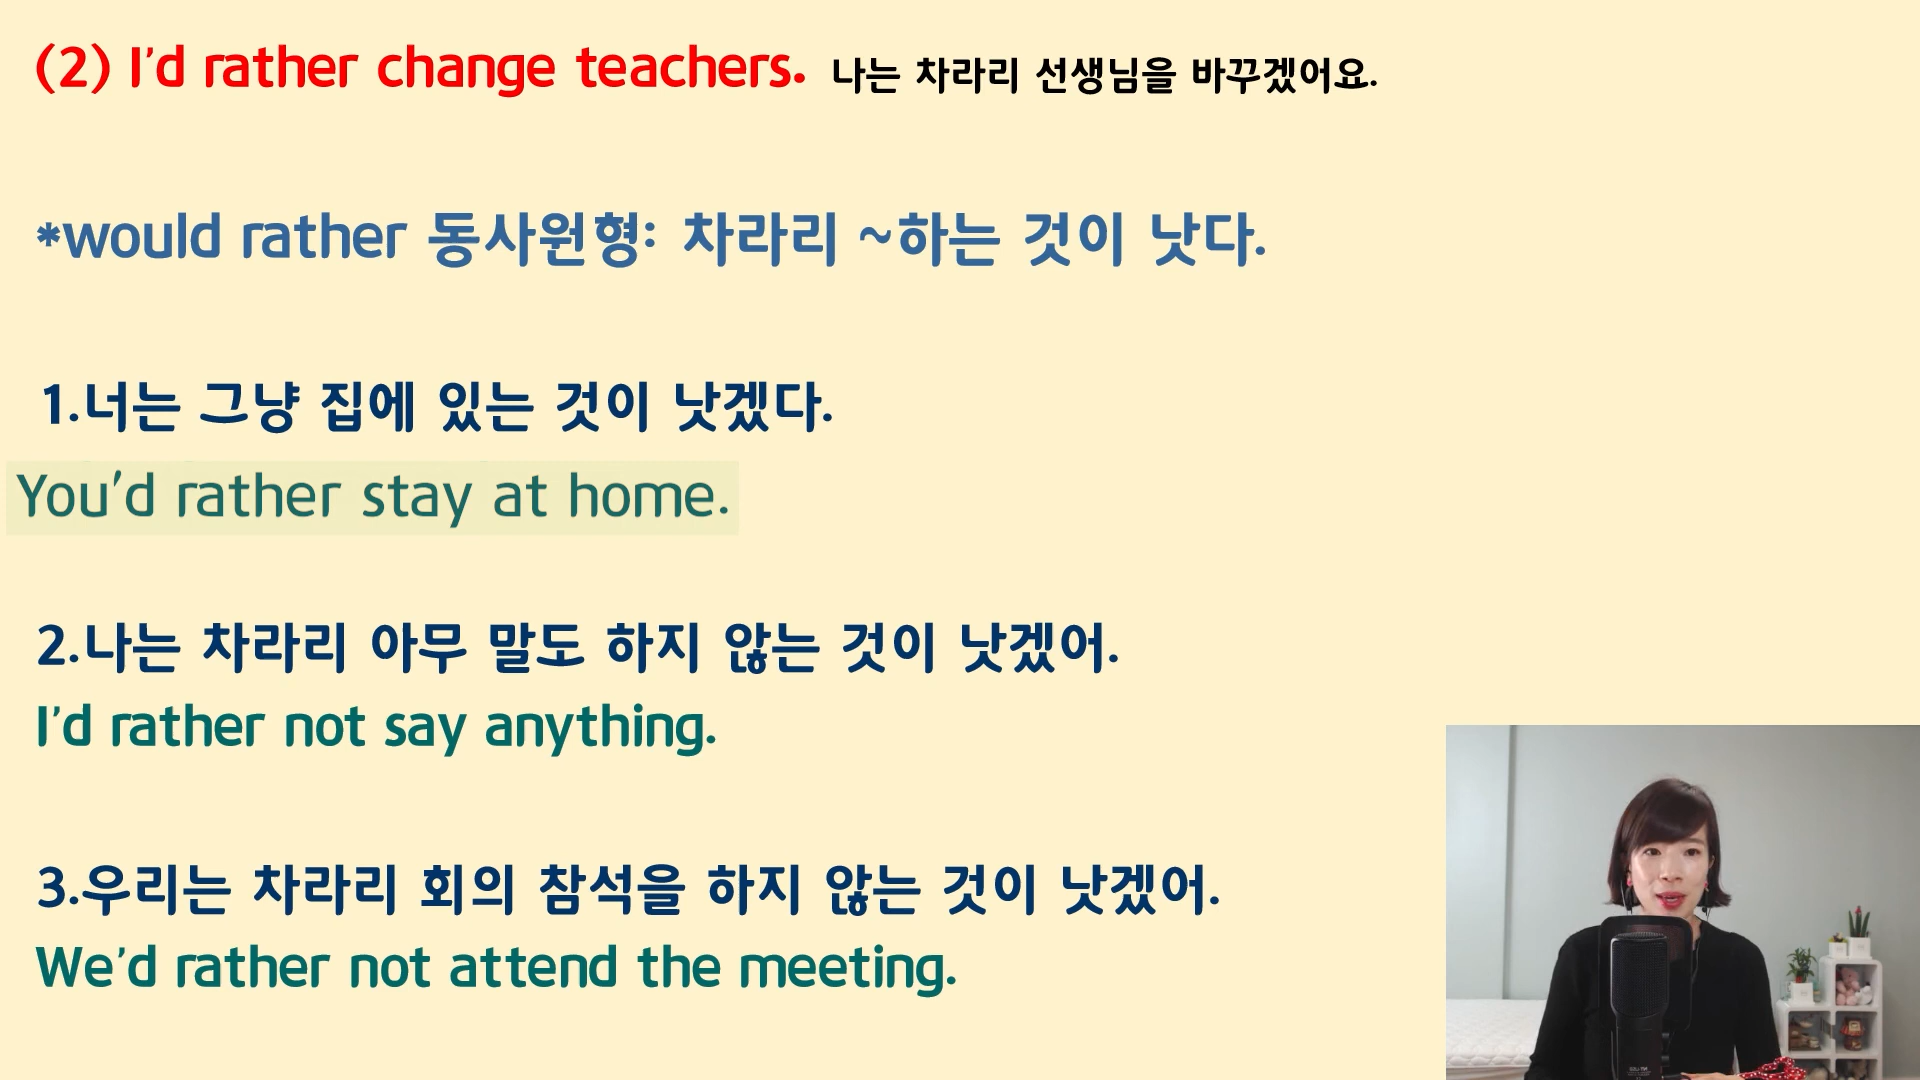 (2) I'd rather change teachers. 나는 차라리 선생님을 바꾸겠어요.
*would rather 동사원형: 차라리 ~하는 것이 낫다.
1.너는 그냥 집에 있는 것이 낫겠다.
You'd rather stay at home.
2.나는 차라리 아무 말도 하지 않는 것이 낫겠어.
I'd rather not say anything.
3.우리는 차라리 회의 참석을 하지 않는 것이 낫겠어.
We'd rather not attend the meeting.